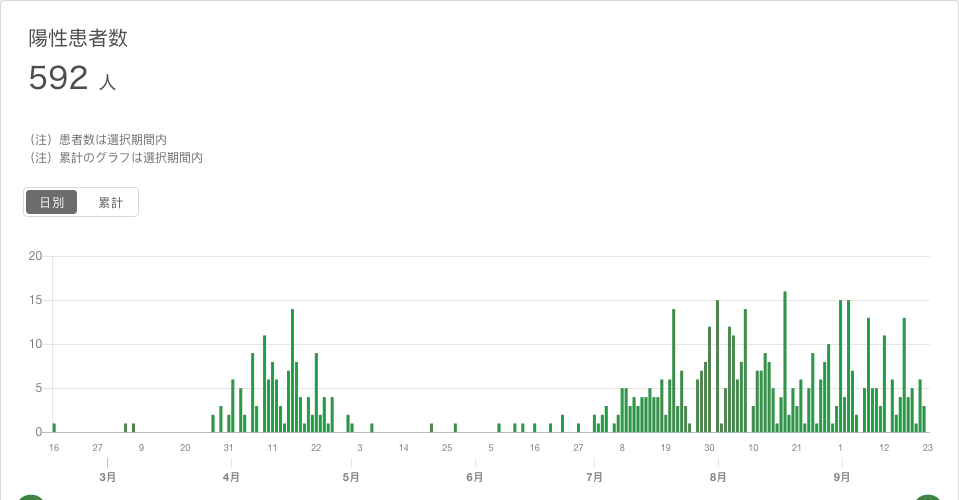 陽性患者数
592 人
（注）患者数は選択期間内
（注）累計のグラフは選択期間内
日別 累計
20
15
10
5
0
16 27 9 20 31 11 22 3 14 25 5 16 27 8 19 30 10 21 1 12 23
3月 4月 5月 6月 7月 8月 9月